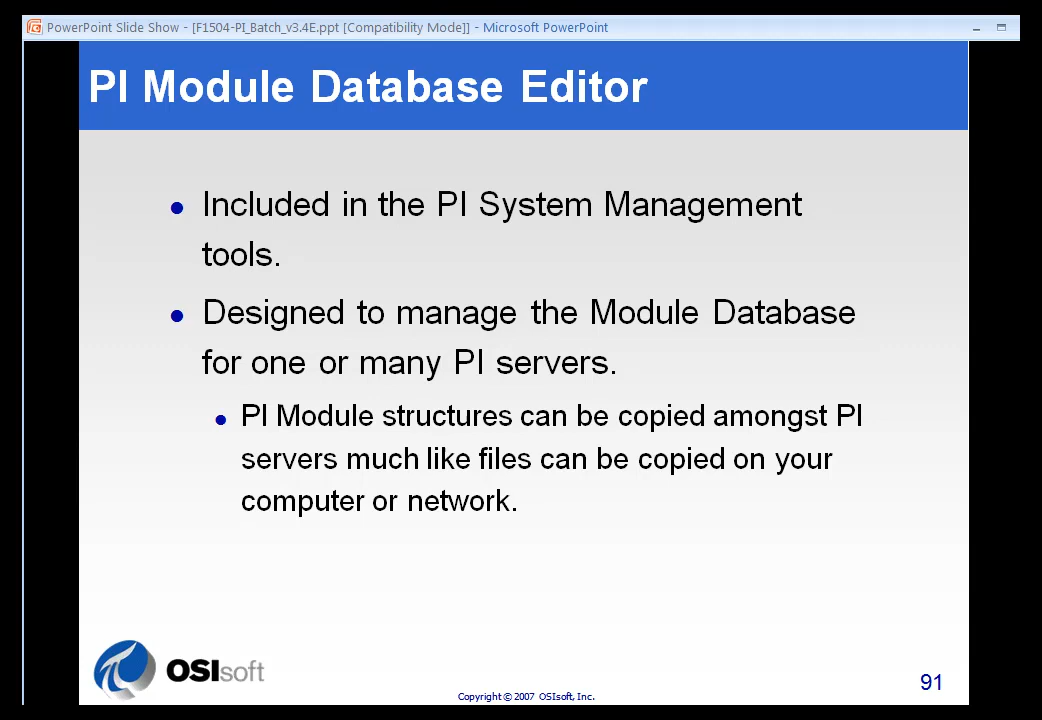 PowerPoint Slide Show - [F1504-PI_Batch_v3.4E.ppt [Compatibility Mode]] - Microsoft PowerPoint
PI Module Database Editor
Included in the PI System Management
tools.
Designed to manage the Module Database
for one or many PI servers.
PI Module structures can be copied amongst PI
servers much like files can be copied on your
computer or network.
OSIsoft
Copyright © 2007 OSIsoft, Inc.
91